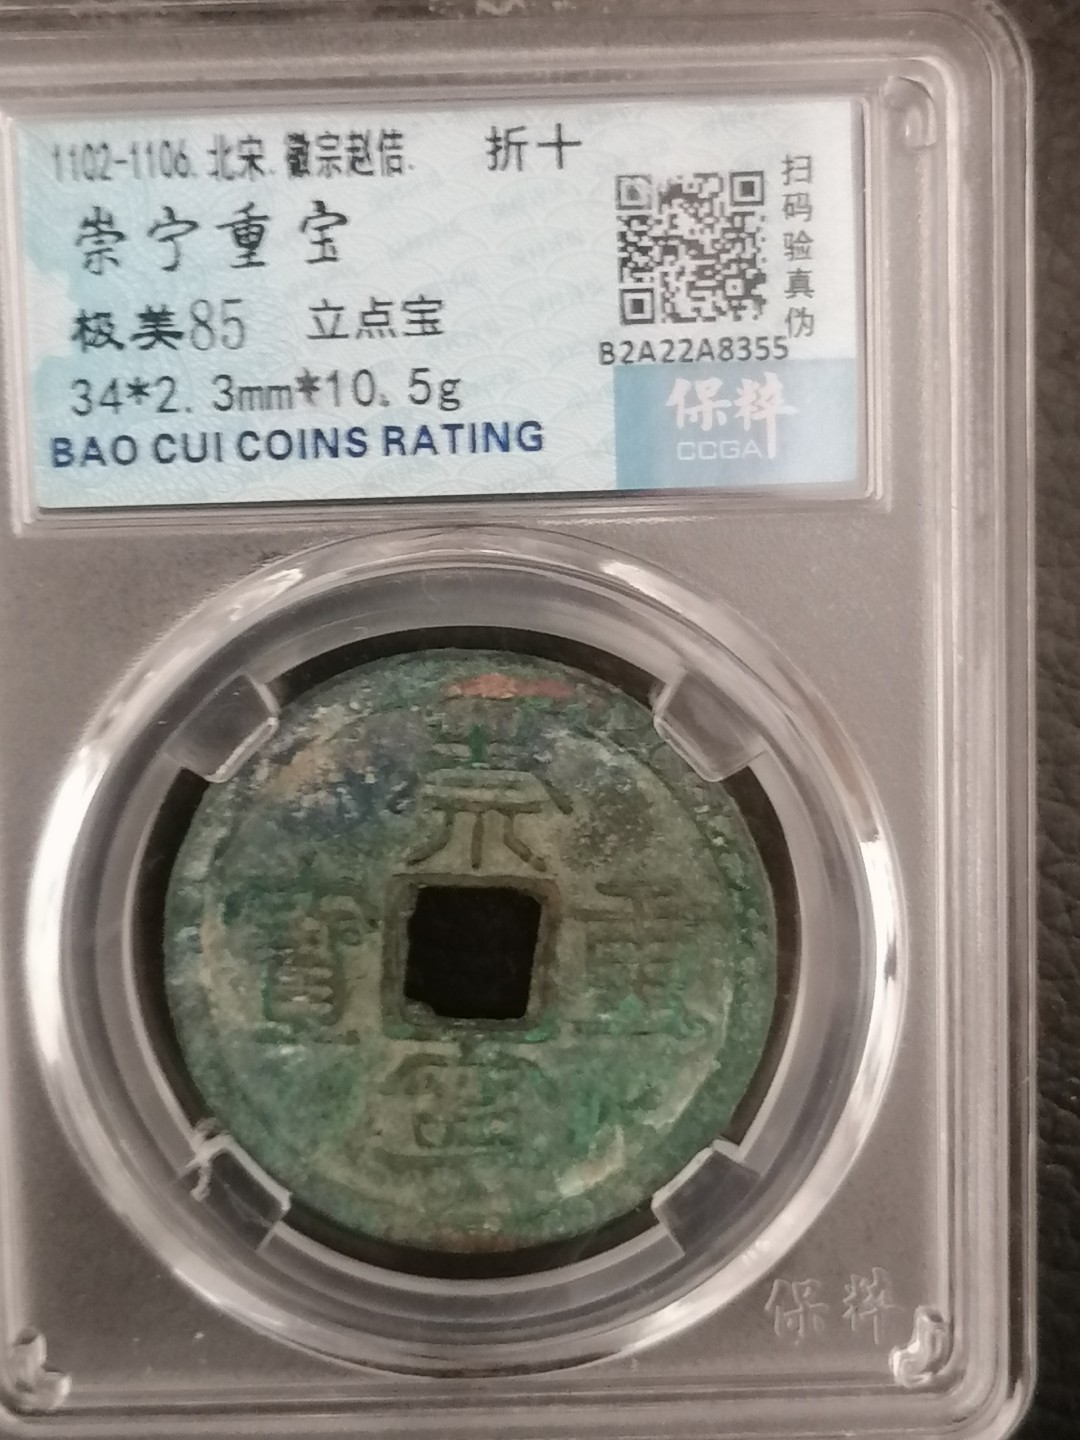 1102-1106. 北宋. 徽宗赵佶. 折十
崇宁重宝
极美85 立点宝
34*2.3mm*10.5g
BAO CUI COINS RATING
扫码验真伪
B2A22A8355
保粹
CCGA
崇
重
寧
寶
保粹